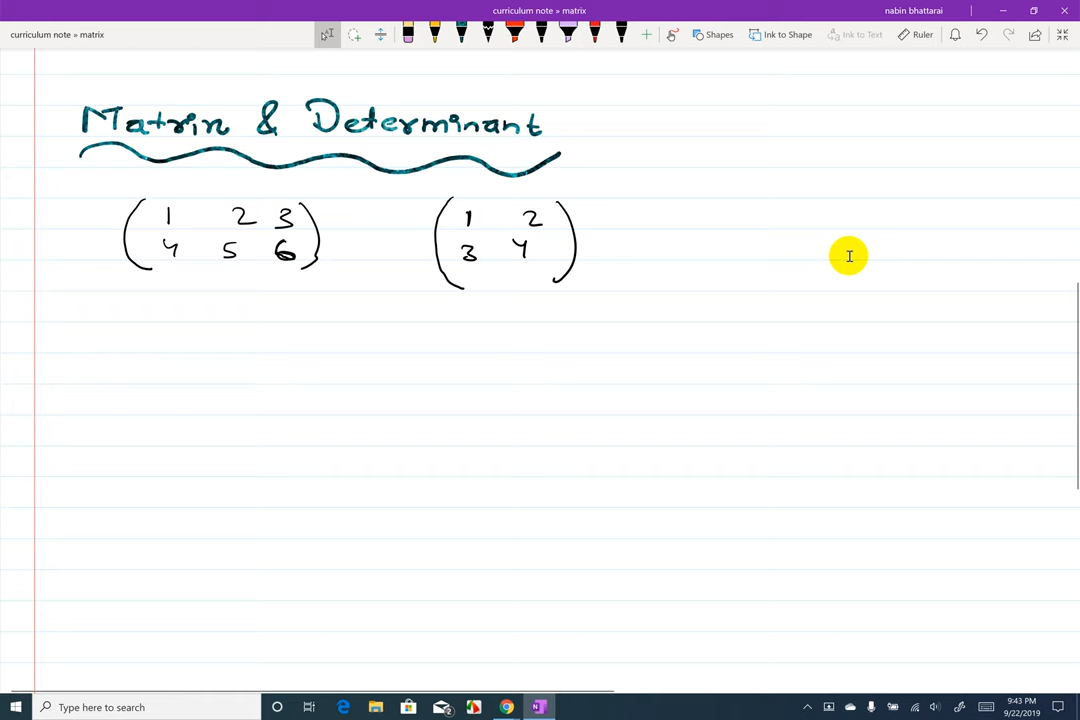 curriculum note » matrix
nabin bhattarai
curriculum note » matrix
Shapes
Ink to Shape
Ink to Text
Ruler
Matrix & Determinant
1 2 3
4 5 6
1 2
3 4
Type here to search
9:43 PM
9/22/2019